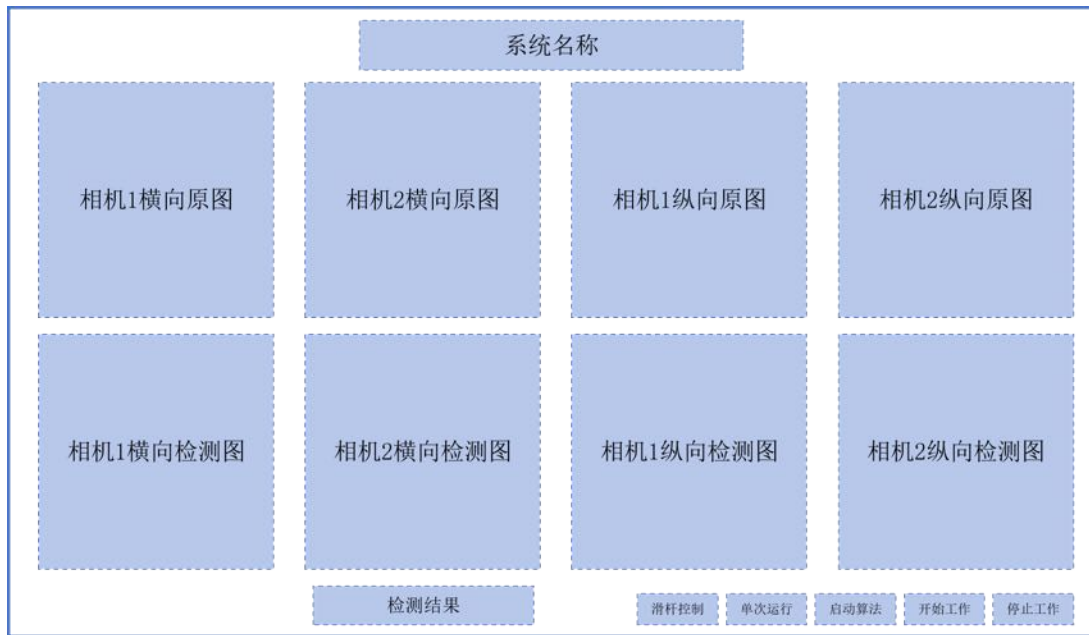 系统名称
相机1横向原图
相机2横向原图
相机1纵向原图
相机2纵向原图
相机1横向检测图
相机2横向检测图
相机1纵向检测图
相机2纵向检测图
检测结果
滑杆控制
单次运行
启动算法
开始工作
停止工作